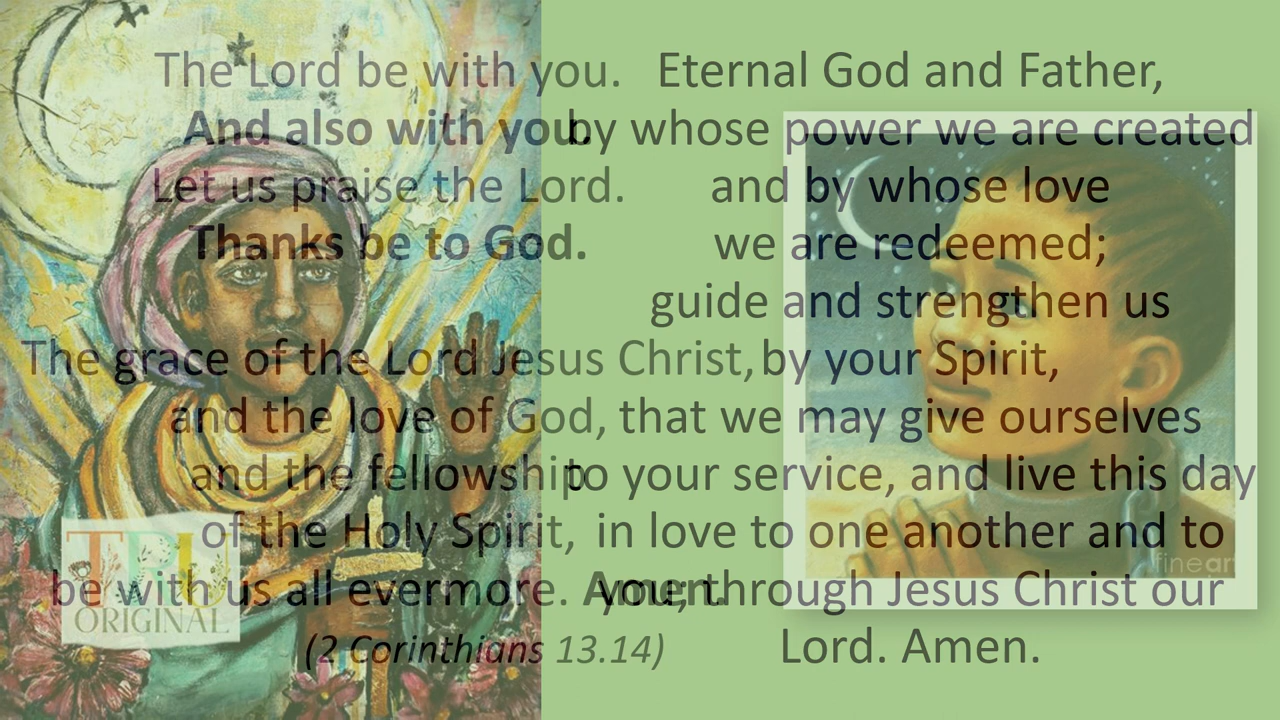 The Lord be with you.
And also with you.
Let us praise the Lord.
Thanks be to God.
The grace of the Lord Jesus Christ,
and the love of God,
and the fellowship
of the Holy Spirit,
be with us all evermore. Amen.
(2 Corinthians 13.14)
Eternal God and Father,
by whose power we are created
and by whose love
we are redeemed;
guide and strengthen us
by your Spirit,
that we may give ourselves
to your service, and live this day
in love to one another and to
you; through Jesus Christ our
Lord. Amen.
TRU
ORIGINAL
fineart